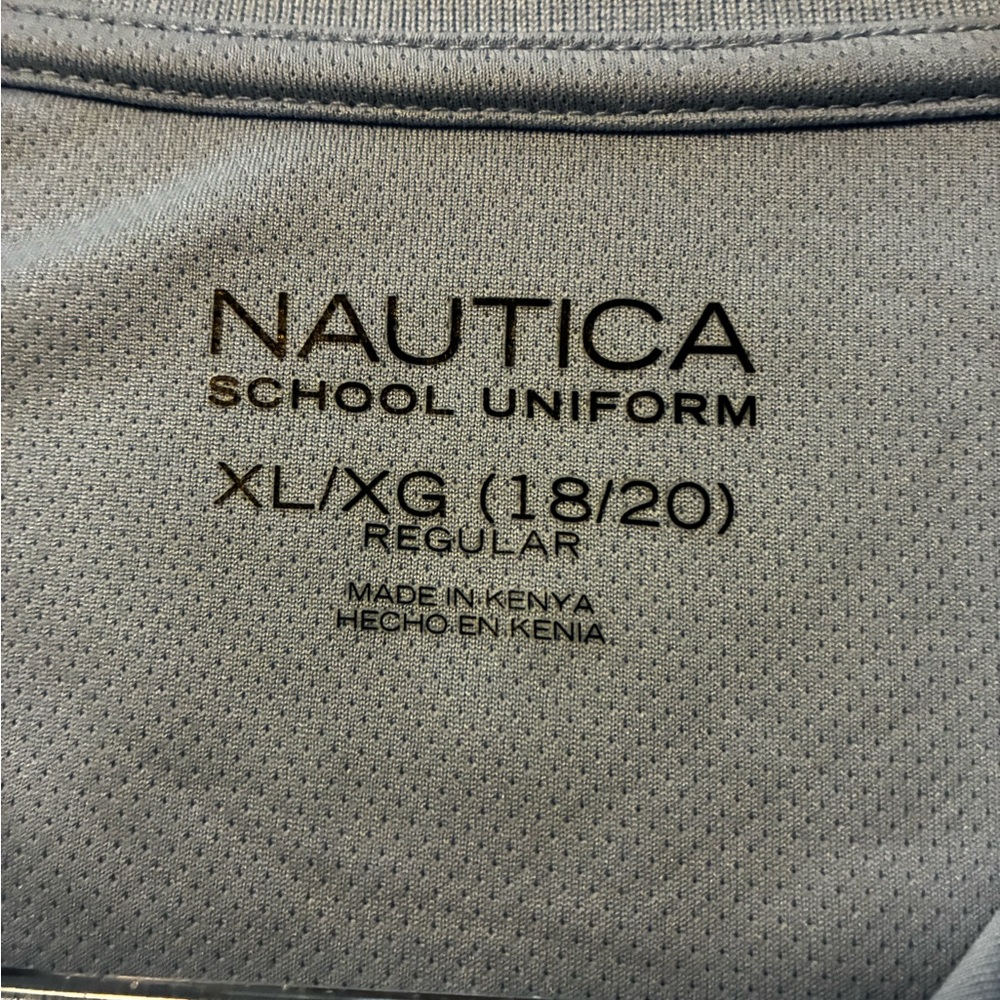 NAUTICA
SCHOOL UNIFORM
XL/XG (18/20)
REGULAR
MADE IN KENYA
HECHO EN KENIA